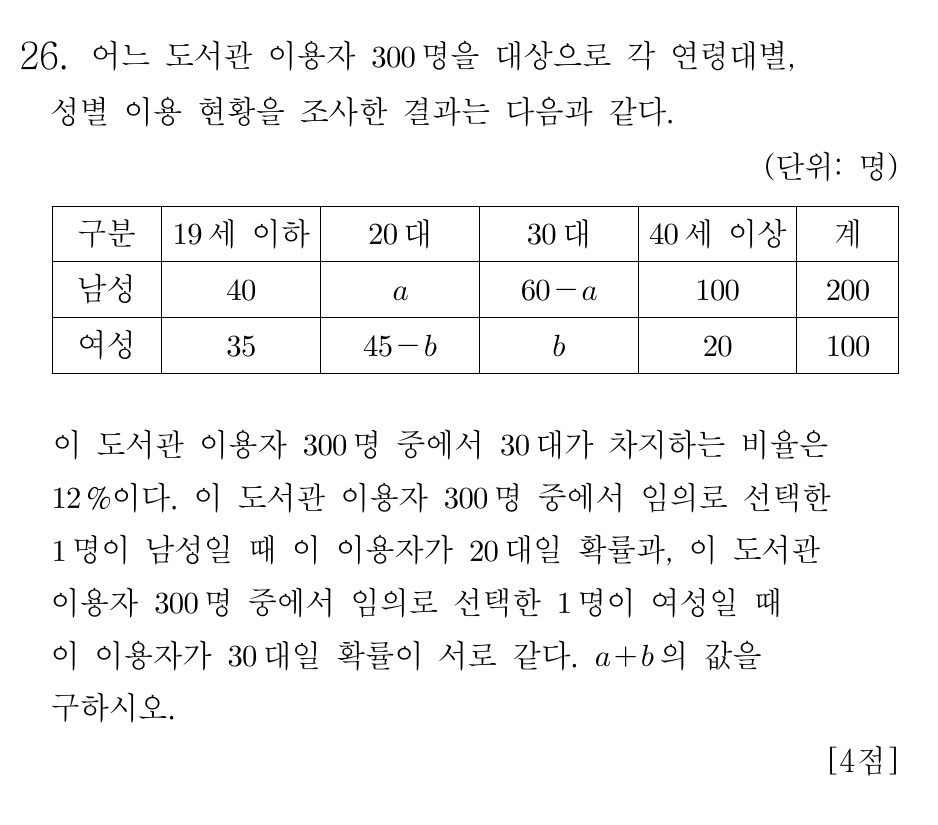 26. 어느 도서관 이용자 300명을 대상으로 각 연령대별,
성별 이용 현황을 조사한 결과는 다음과 같다.
(단위: 명)
구분 19세 이하 20대 30대 40세 이상 계
남성 40 a 60-a 100 200
여성 35 45-b b 20 100
이 도서관 이용자 300명 중에서 30대가 차지하는 비율은
12%이다. 이 도서관 이용자 300명 중에서 임의로 선택한
1명이 남성일 때 이 이용자가 20대일 확률과, 이 도서관
이용자 300명 중에서 임의로 선택한 1명이 여성일 때
이 이용자가 30대일 확률이 서로 같다. a+b의 값을
구하시오.
[4점]